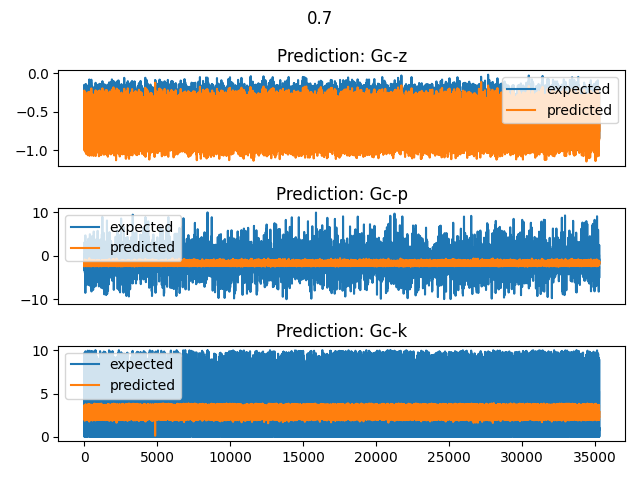 0.7
Prediction: Gc-z
0.0
−0.5
−1.0
expected
predicted
Prediction: Gc-p
10
0
−10
expected
predicted
Prediction: Gc-k
10
5
0
expected
predicted
0 5000 10000 15000 20000 25000 30000 35000